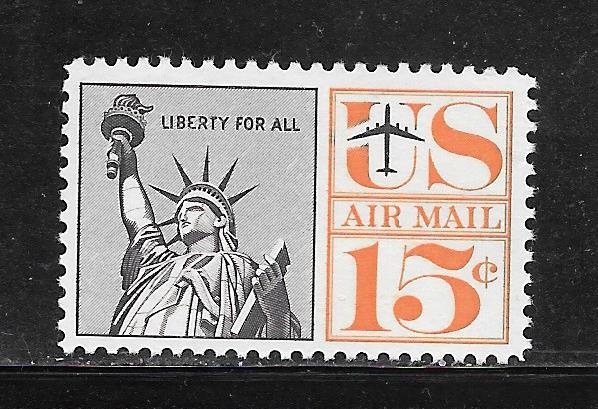 LIBERTY FOR ALL
US
AIR MAIL
15¢